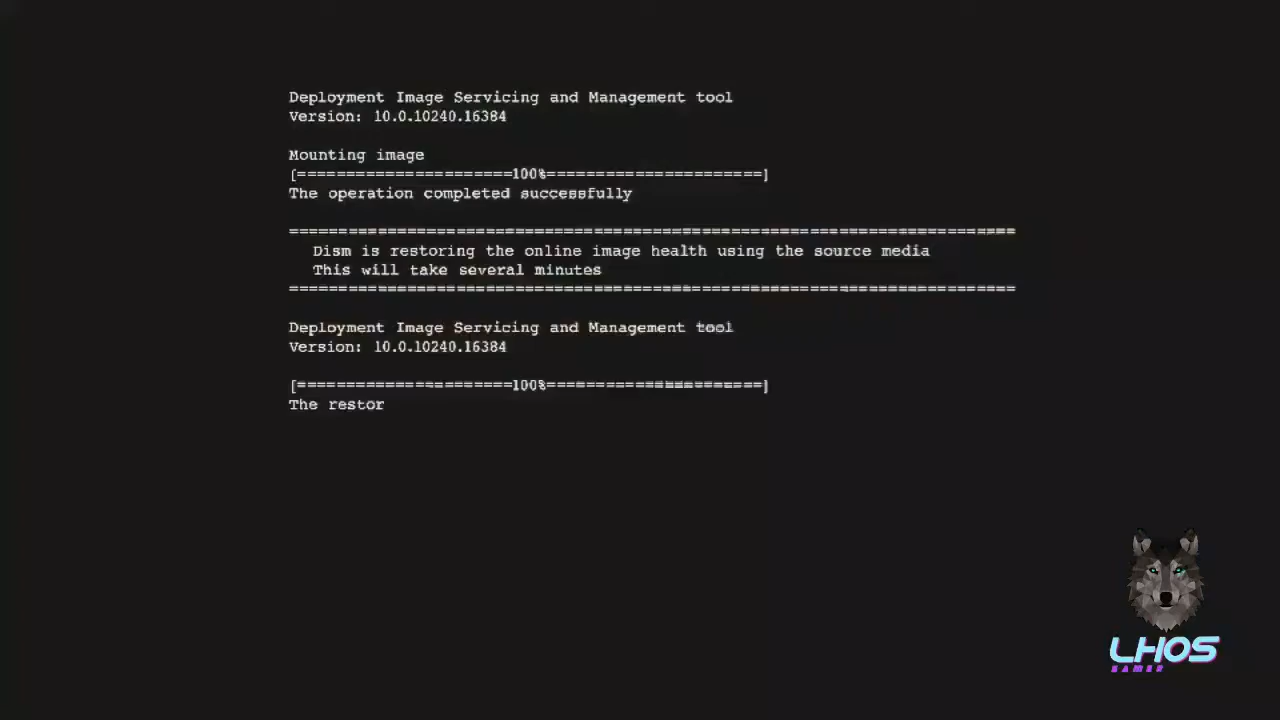 Deployment Image Servicing and Management tool
Version: 10.0.10240.16384
Mounting image
[======================100%======================]
The operation completed successfully
===========================================================================
Dism is restoring the online image health using the source media
This will take several minutes
===========================================================================
Deployment Image Servicing and Management tool
Version: 10.0.10240.16384
[======================100%======================]
The restor
LHOS
GAMER